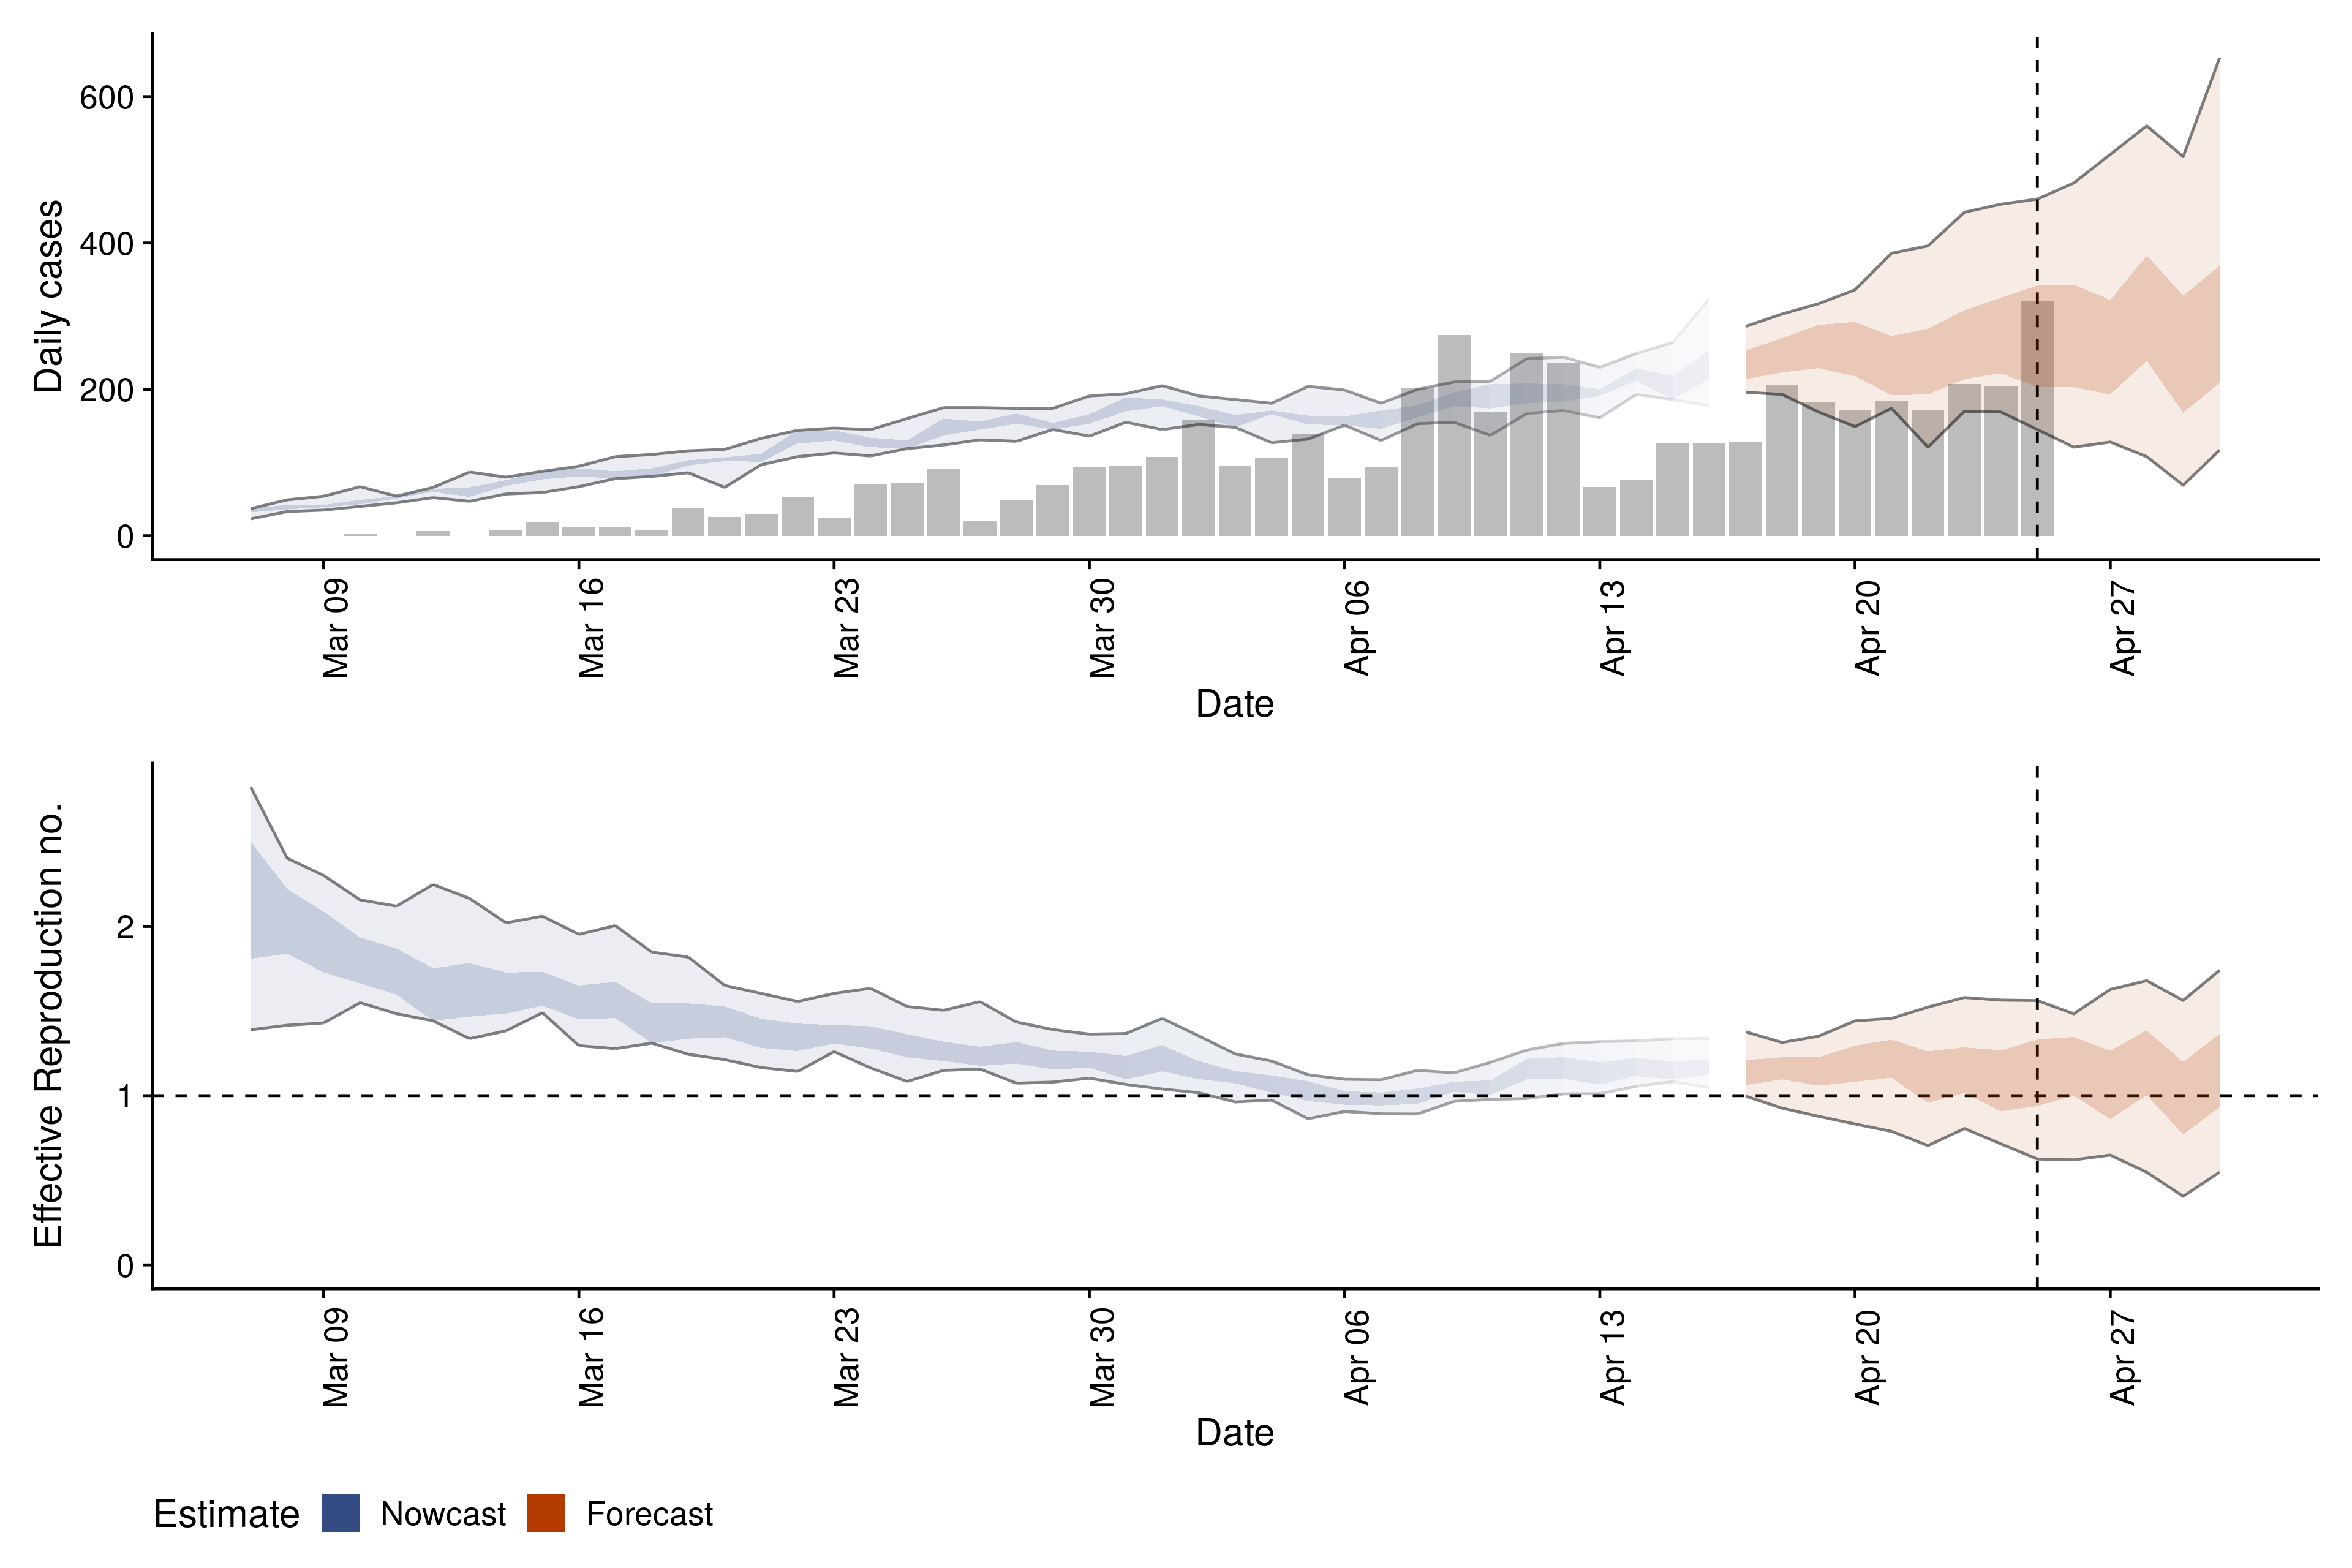 Daily cases
600
400
200
0
Mar 09
Mar 16
Mar 23
Mar 30
Apr 06
Apr 13
Apr 20
Apr 27
Date
Effective Reproduction no.
2
1
0
Mar 09
Mar 16
Mar 23
Mar 30
Apr 06
Apr 13
Apr 20
Apr 27
Date
Estimate Nowcast Forecast